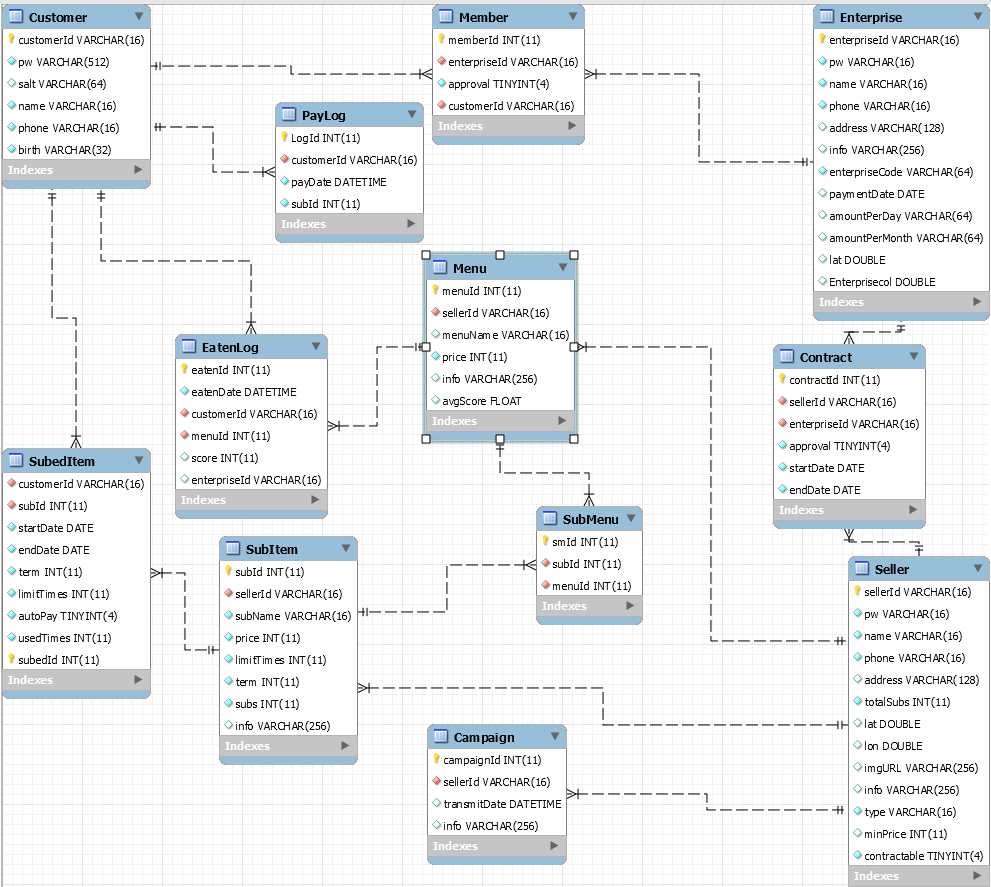 Customer
customerId VARCHAR(16)
pw VARCHAR(512)
salt VARCHAR(64)
name VARCHAR(16)
phone VARCHAR(16)
birth VARCHAR(32)
Indexes
Member
memberId INT(11)
enterpriseId VARCHAR(16)
approval TINYINT(4)
customerId VARCHAR(16)
Indexes
Enterprise
enterpriseId VARCHAR(16)
pw VARCHAR(16)
name VARCHAR(16)
phone VARCHAR(16)
address VARCHAR(128)
info VARCHAR(256)
enterpriseCode VARCHAR(64)
paymentDate DATE
amountPerDay VARCHAR(64)
amountPerMonth VARCHAR(64)
lat DOUBLE
Enterprisecol DOUBLE
Indexes
PayLog
LogId INT(11)
customerId VARCHAR(16)
payDate DATETIME
subId INT(11)
Indexes
Menu
menuId INT(11)
sellerId VARCHAR(16)
menuName VARCHAR(16)
price INT(11)
info VARCHAR(256)
avgScore FLOAT
Indexes
EatenLog
eatenId INT(11)
eatenDate DATETIME
customerId VARCHAR(16)
menuId INT(11)
score INT(11)
enterpriseId VARCHAR(16)
Indexes
Contract
contractId INT(11)
sellerId VARCHAR(16)
enterpriseId VARCHAR(16)
approval TINYINT(4)
startDate DATE
endDate DATE
Indexes
SubedItem
customerId VARCHAR(16)
subId INT(11)
startDate DATE
endDate DATE
term INT(11)
limitTimes INT(11)
autoPay TINYINT(4)
usedTimes INT(11)
subedId INT(11)
Indexes
SubItem
subId INT(11)
sellerId VARCHAR(16)
subName VARCHAR(16)
price INT(11)
limitTimes INT(11)
term INT(11)
subs INT(11)
info VARCHAR(256)
Indexes
SubMenu
smId INT(11)
subId INT(11)
menuId INT(11)
Indexes
Seller
sellerId VARCHAR(16)
pw VARCHAR(16)
name VARCHAR(16)
phone VARCHAR(16)
address VARCHAR(128)
totalSubs INT(11)
lat DOUBLE
lon DOUBLE
imgURL VARCHAR(256)
info VARCHAR(256)
type VARCHAR(16)
minPrice INT(11)
contractable TINYINT(4)
Indexes
Campaign
campaignId INT(11)
sellerId VARCHAR(16)
transmitDate DATETIME
info VARCHAR(256)
Indexes